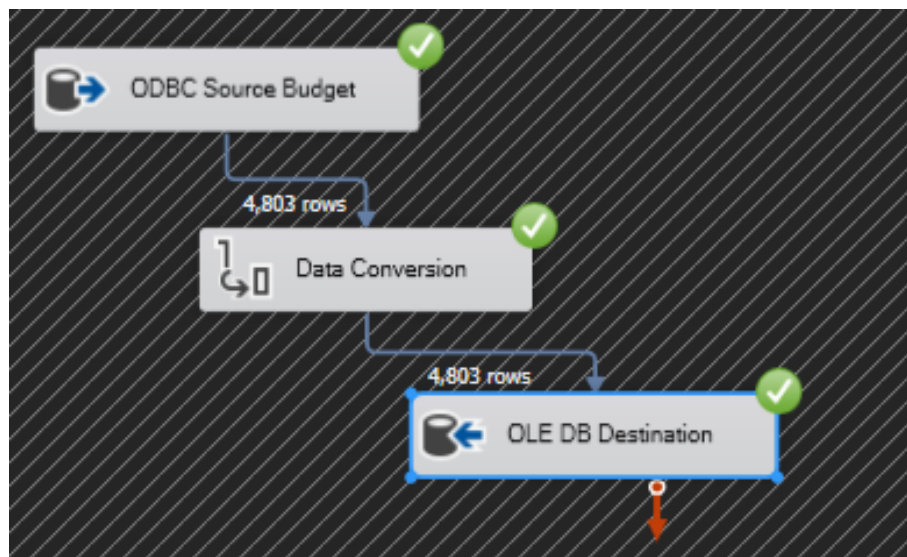 ODBC Source Budget
4,803 rows
Data Conversion
4,803 rows
OLE DB Destination